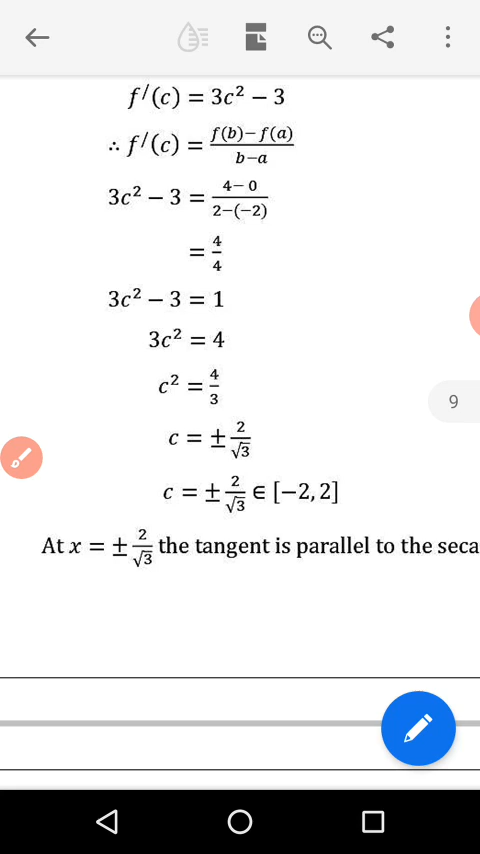 f′(c) = 3c² − 3
∴ f′(c) = f(b)−f(a) / b−a
3c² − 3 = 4− 0 / 2−(−2)
= 4/4
3c² − 3 = 1
3c² = 4
c² = 4/3
9
c = ± 2/√3
c = ± 2/√3 ∈ [−2, 2]
At x = ± 2/√3 the tangent is parallel to the seca